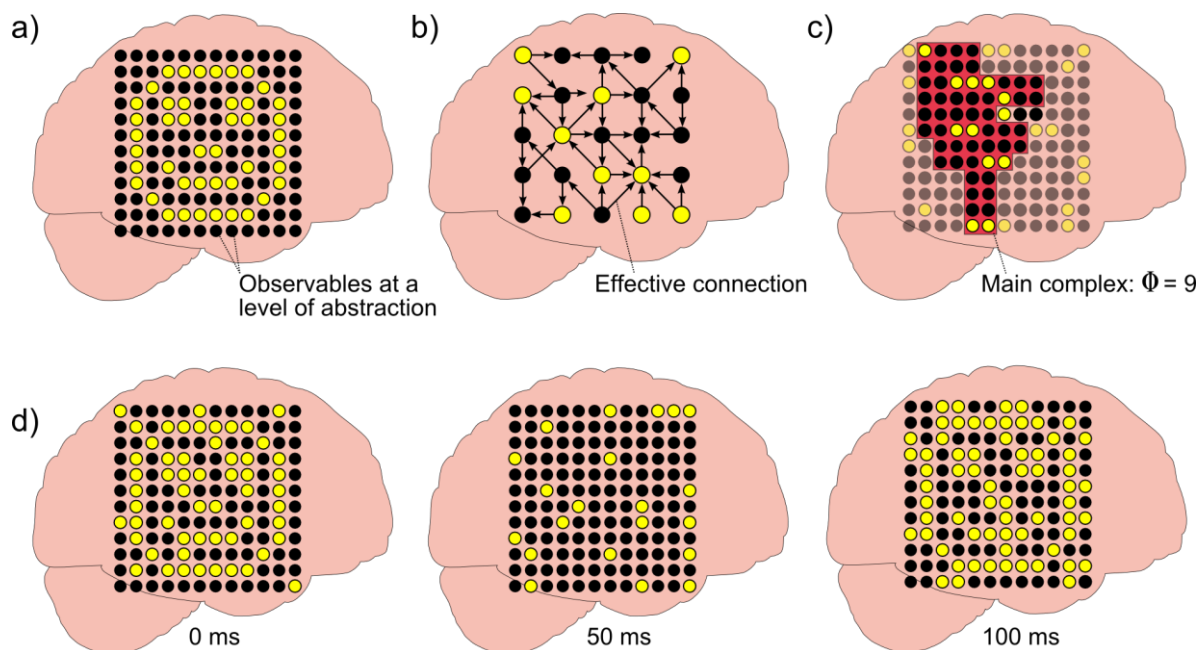 a)
b)
c)
Observables at a
level of abstraction
Effective connection
Main complex: Φ = 9
d)
0 ms
50 ms
100 ms